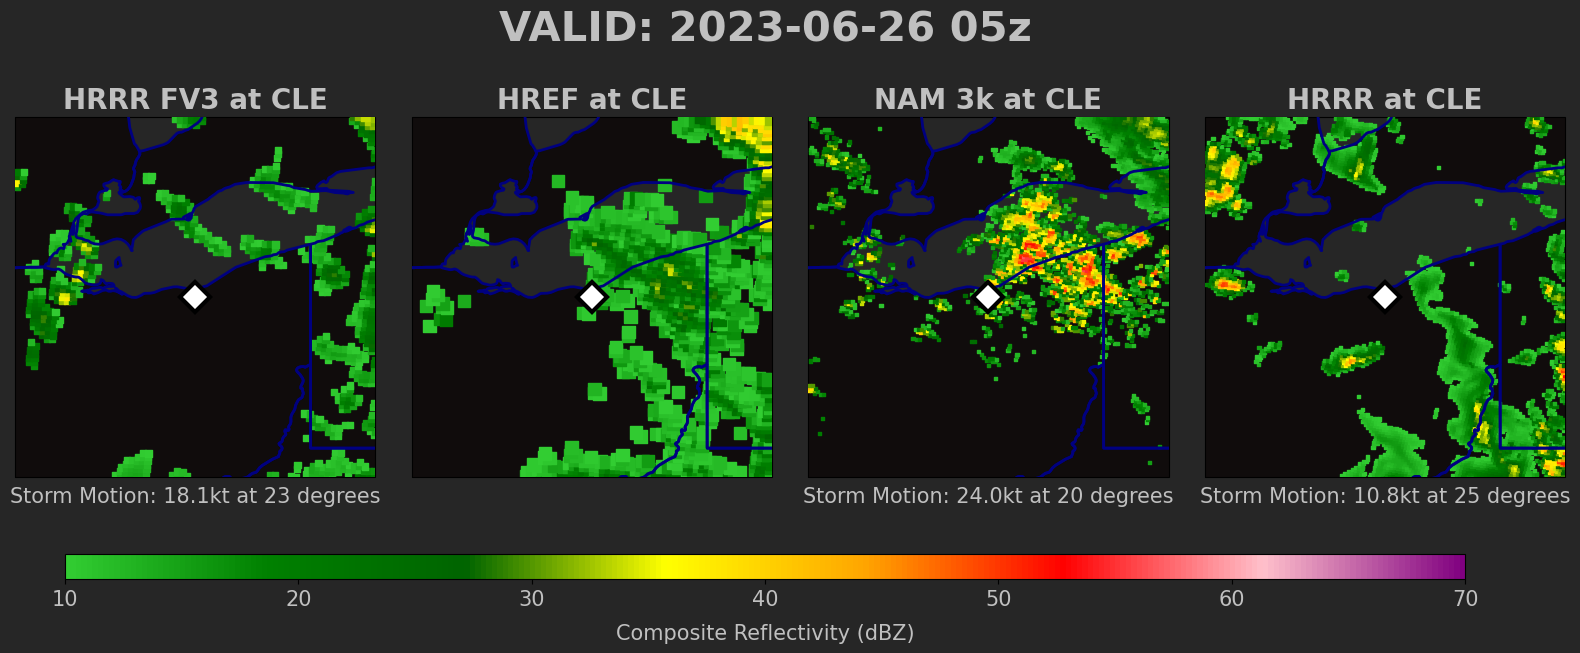 VALID: 2023-06-26 05z
HRRR FV3 at CLE
HREF at CLE
NAM 3k at CLE
HRRR at CLE
Storm Motion: 18.1kt at 23 degrees
Storm Motion: 24.0kt at 20 degrees
Storm Motion: 10.8kt at 25 degrees
10 20 30 40 50 60 70
Composite Reflectivity (dBZ)